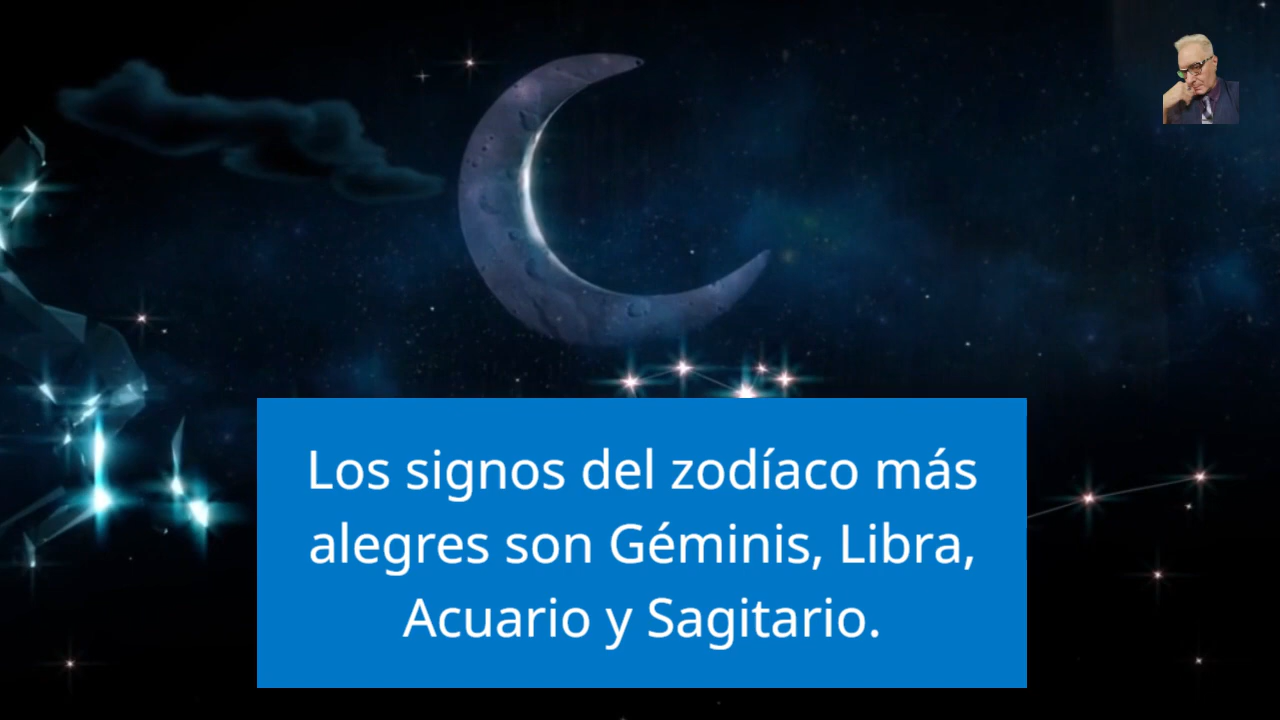 Los signos del zodíaco más
alegres son Géminis, Libra,
Acuario y Sagitario.